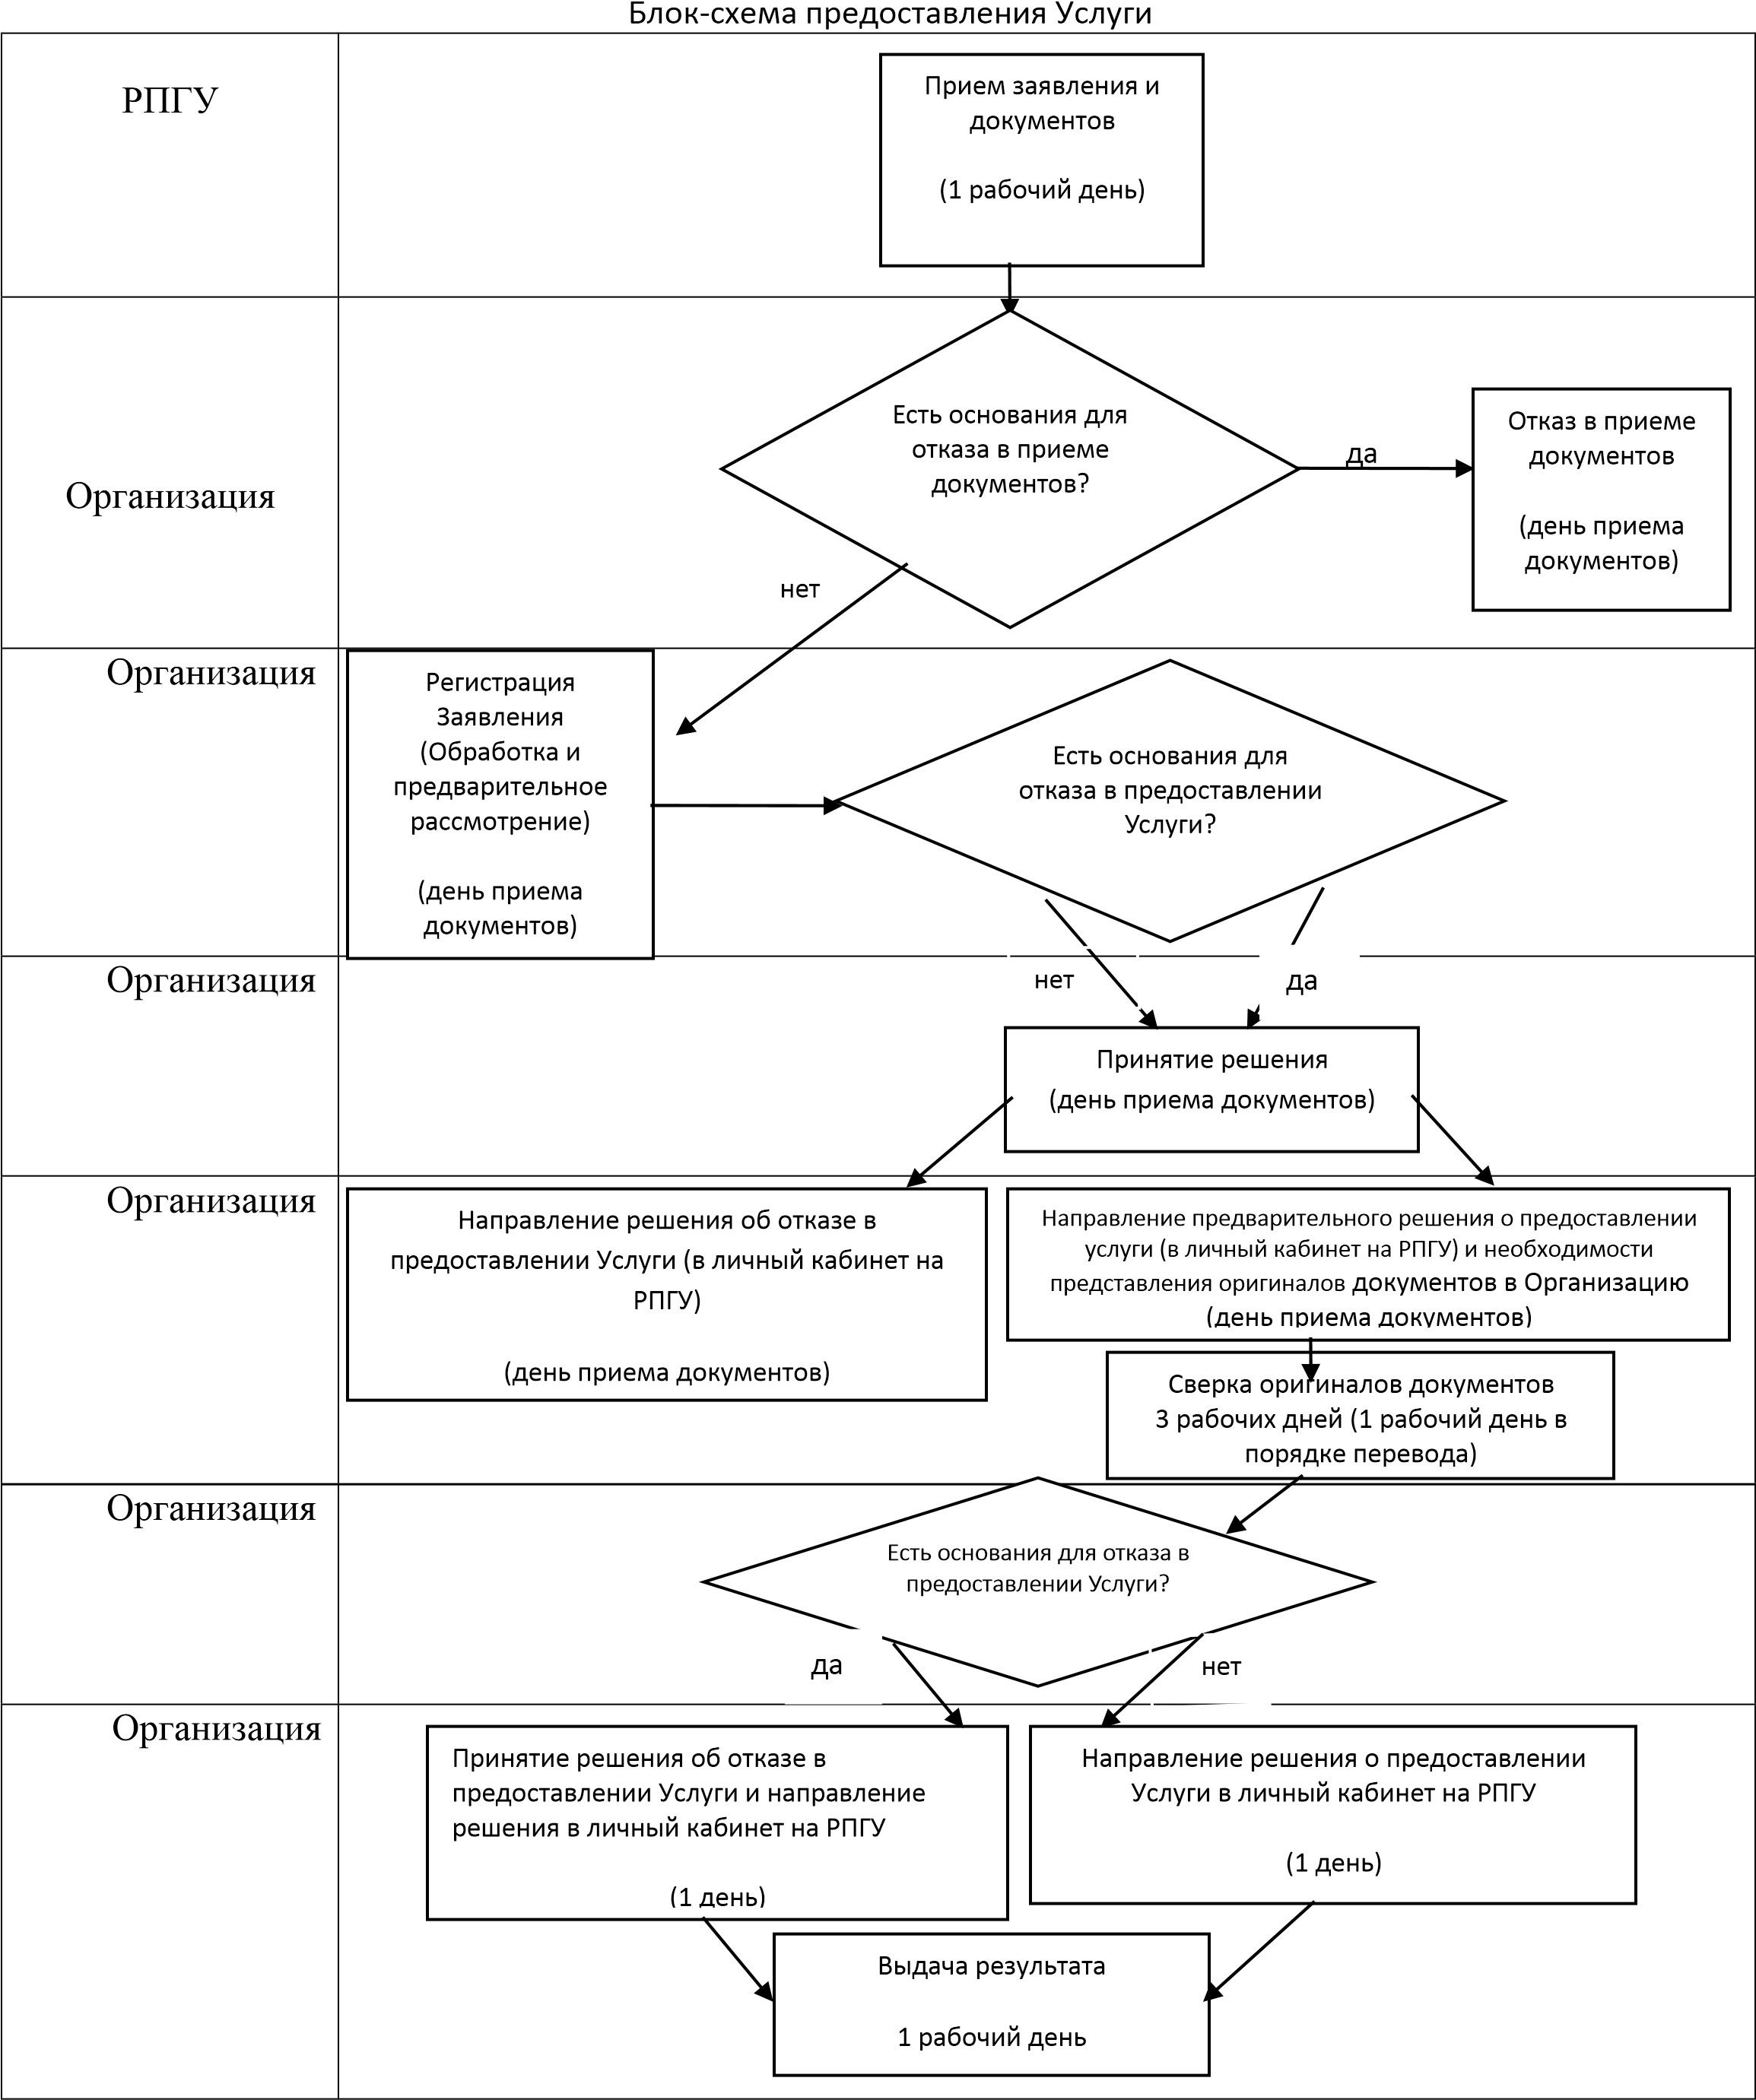 Блок-схема предоставления Услуги
РПГУ
Прием заявления и
документов
(1 рабочий день)
Организация
Есть основания для
отказа в приеме
документов?
да
Отказ в приеме
документов
(день приема
документов)
нет
Организация
Регистрация
Заявления
(Обработка и
предварительное
рассмотрение)
(день приема
документов)
Есть основания для
отказа в предоставлении
Услуги?
Организация
нет
да
Принятие решения
(день приема документов)
Организация
Направление решения об отказе в
предоставлении Услуги (в личный кабинет на
РПГУ)
(день приема документов)
Направление предварительного решения о предоставлении
услуги (в личный кабинет на РПГУ) и необходимости
представления оригиналов документов в Организацию
(день приема документов)
Сверка оригиналов документов
3 рабочих дней (1 рабочий день в
порядке перевода)
Организация
Есть основания для отказа в
предоставлении Услуги?
да
нет
Организация
Принятие решения об отказе в
предоставлении Услуги и направление
решения в личный кабинет на РПГУ
(1 день)
Направление решения о предоставлении
Услуги в личный кабинет на РПГУ
(1 день)
Выдача результата
1 рабочий день